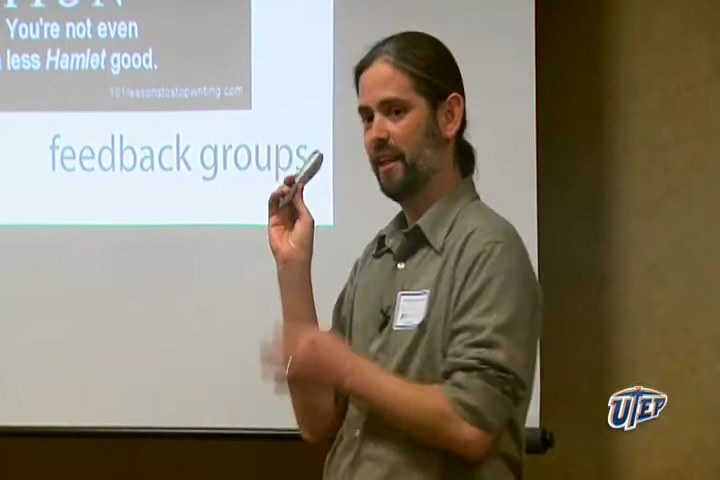 You're not even
less Hamlet good.
101reasonstostopwriting.com
feedback groups
UTEP